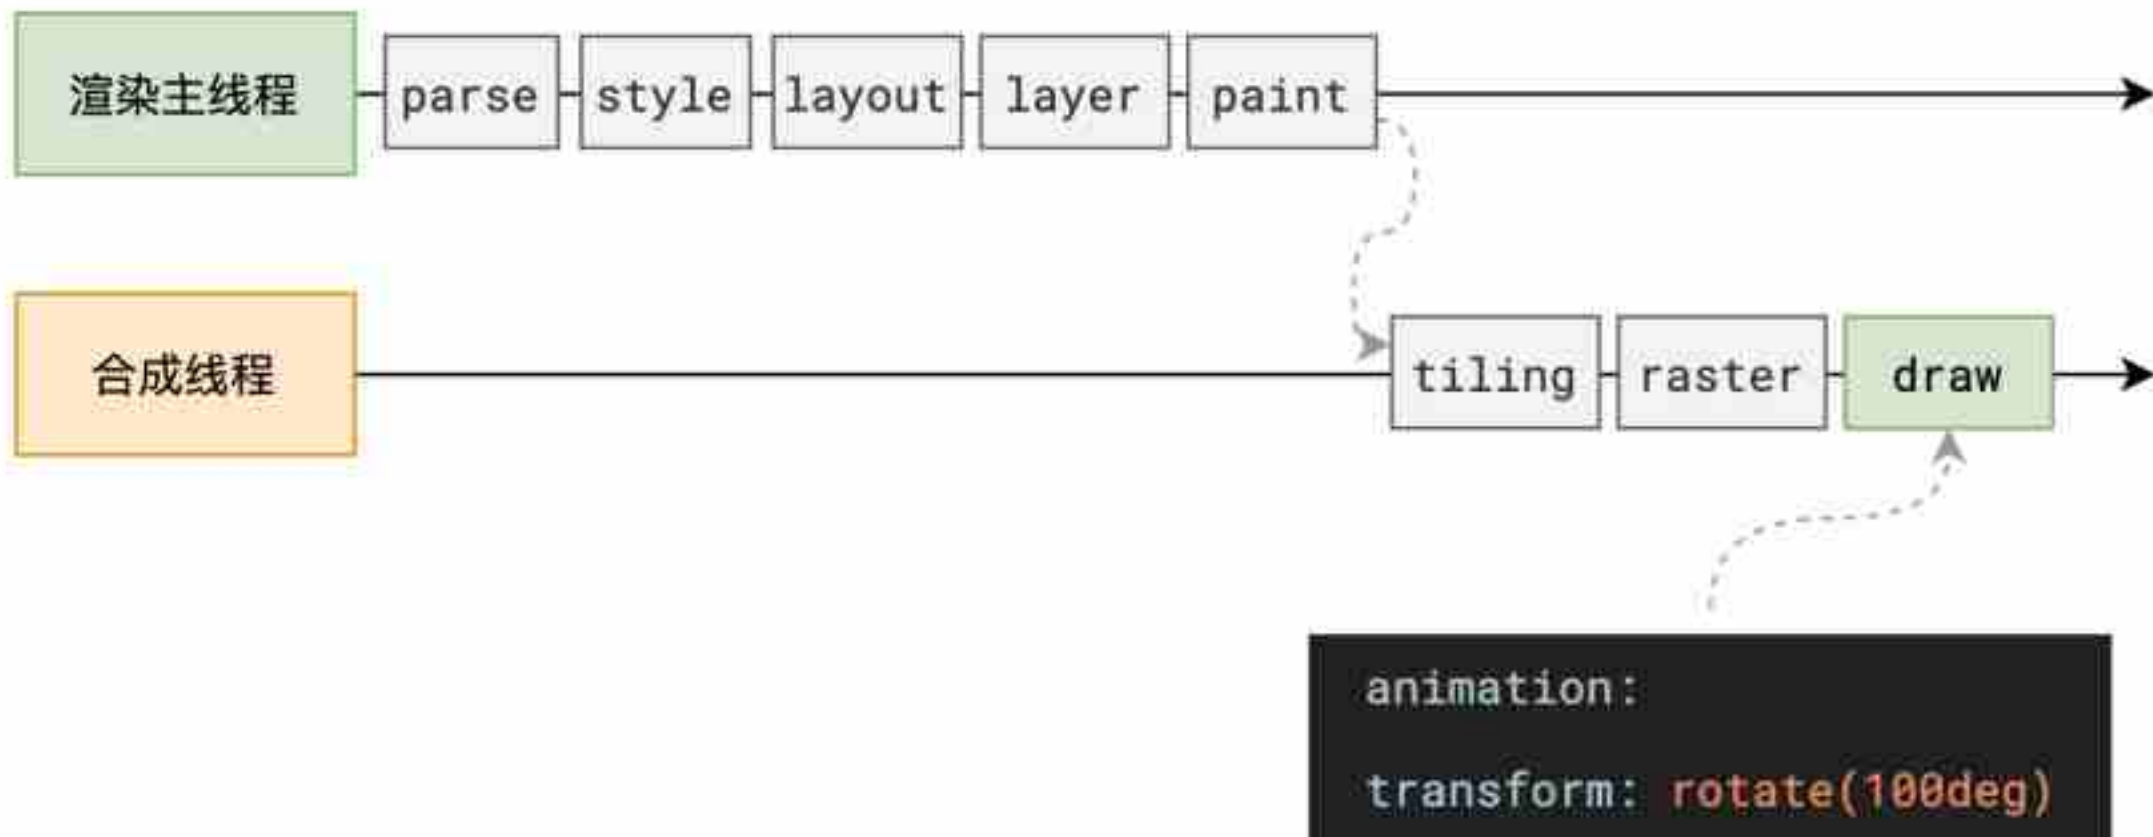 渲染主线程
parse
style
layout
layer
paint
合成线程
tiling
raster
draw
animation:
transform: rotate(100deg)